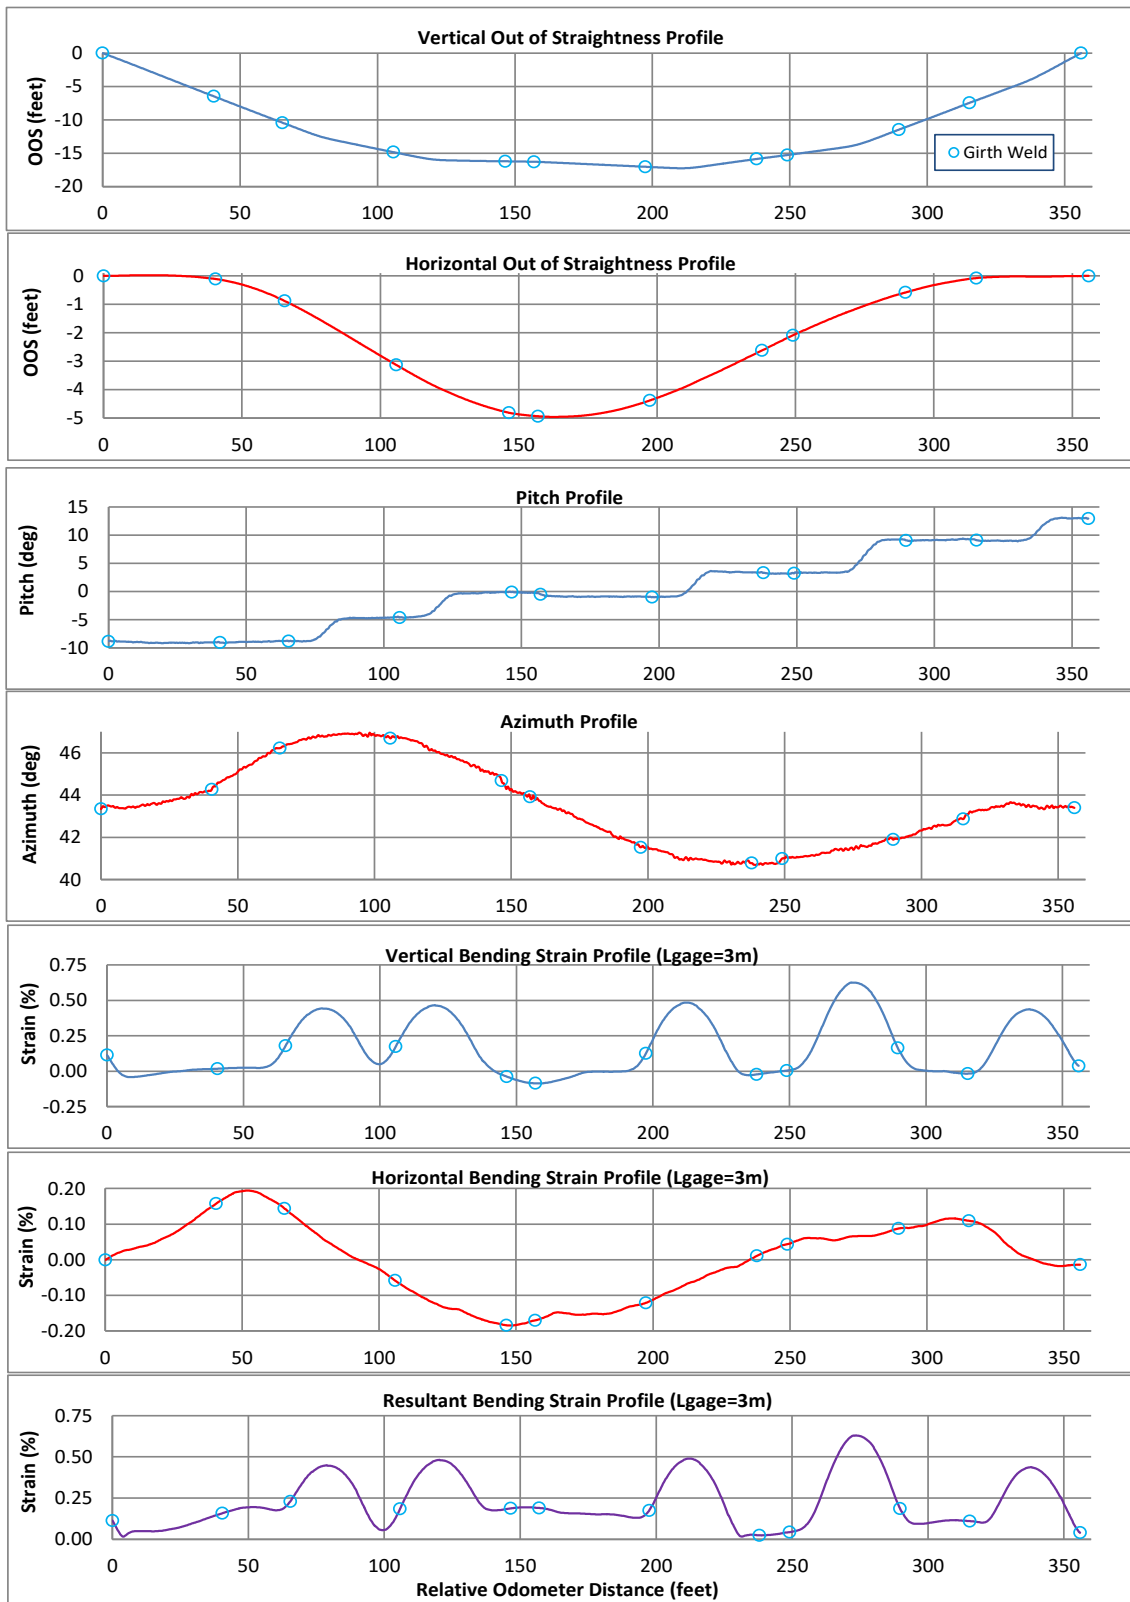 Vertical Out of Straightness Profile
OOS (feet)
0
-5
-10
-15
-20
Girth Weld
0 50 100 150 200 250 300 350
Horizontal Out of Straightness Profile
OOS (feet)
0
-1
-2
-3
-4
-5
0 50 100 150 200 250 300 350
Pitch Profile
Pitch (deg)
15
10
5
0
-5
-10
0 50 100 150 200 250 300 350
Azimuth Profile
Azimuth (deg)
46
44
42
40
0 50 100 150 200 250 300 350
Vertical Bending Strain Profile (Lgage=3m)
Strain (%)
0.75
0.50
0.25
0.00
-0.25
0 50 100 150 200 250 300 350
Horizontal Bending Strain Profile (Lgage=3m)
Strain (%)
0.20
0.10
0.00
-0.10
-0.20
0 50 100 150 200 250 300 350
Resultant Bending Strain Profile (Lgage=3m)
Strain (%)
0.75
0.50
0.25
0.00
0 50 100 150 200 250 300 350
Relative Odometer Distance (feet)